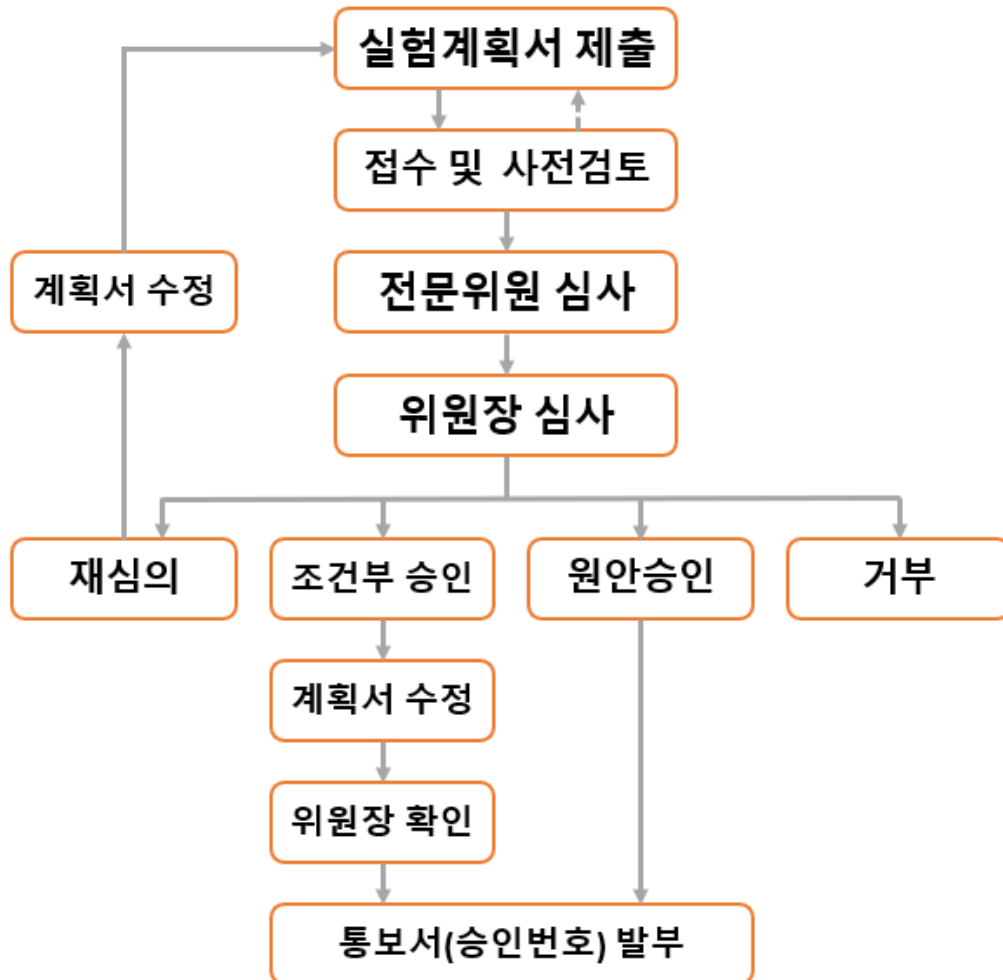 실험계획서 제출
접수 및 사전검토
계획서 수정
전문위원 심사
위원장 심사
재심의
조건부 승인
원안승인
거부
계획서 수정
위원장 확인
통보서(승인번호) 발부